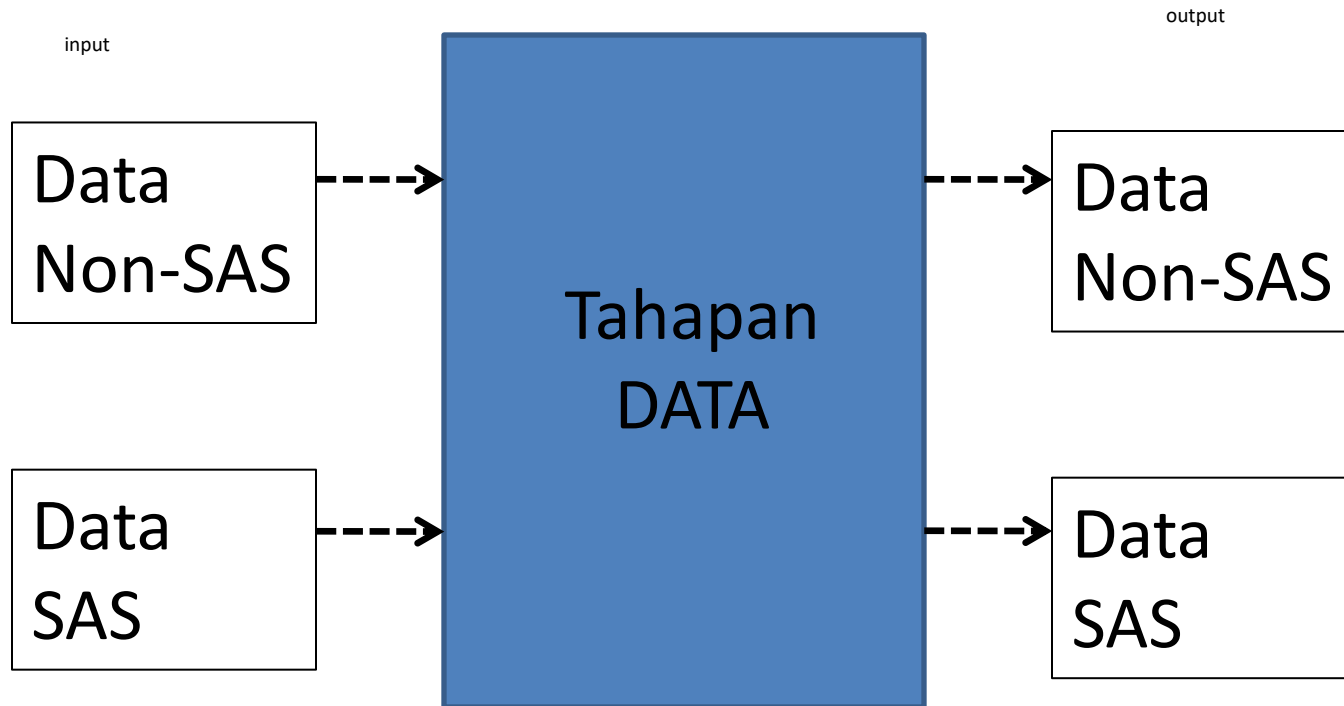 input
output
Data
Non-SAS
Data
SAS
Tahapan
DATA
Data
Non-SAS
Data
SAS